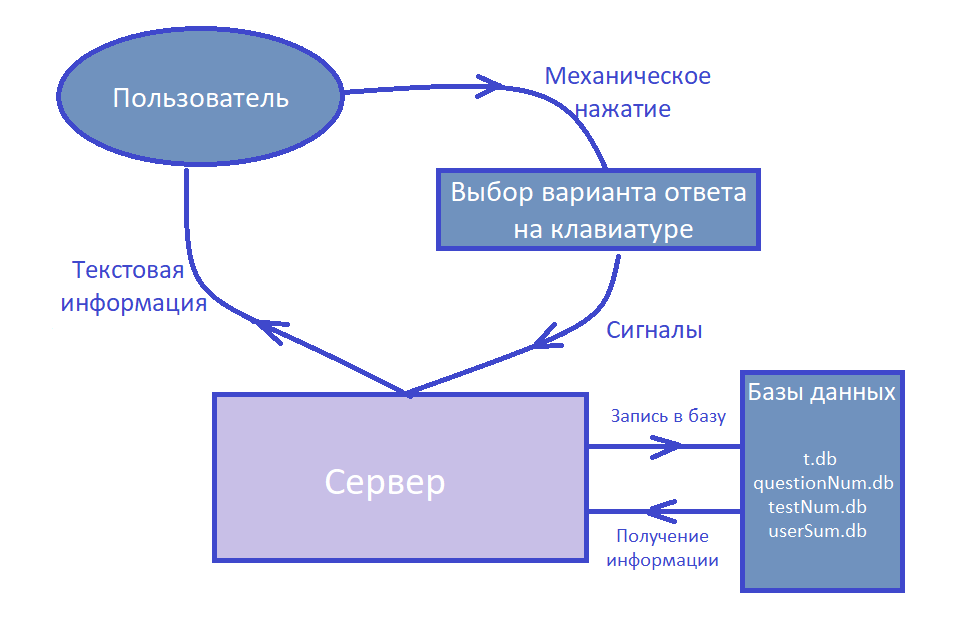 Пользователь
Механическое
нажатие
Выбор варианта ответа
на клавиатуре
Текстовая
информация
Сигналы
Сервер
Запись в базу
Получение
информации
Базы данных
t.db
questionNum.db
testNum.db
userSum.db